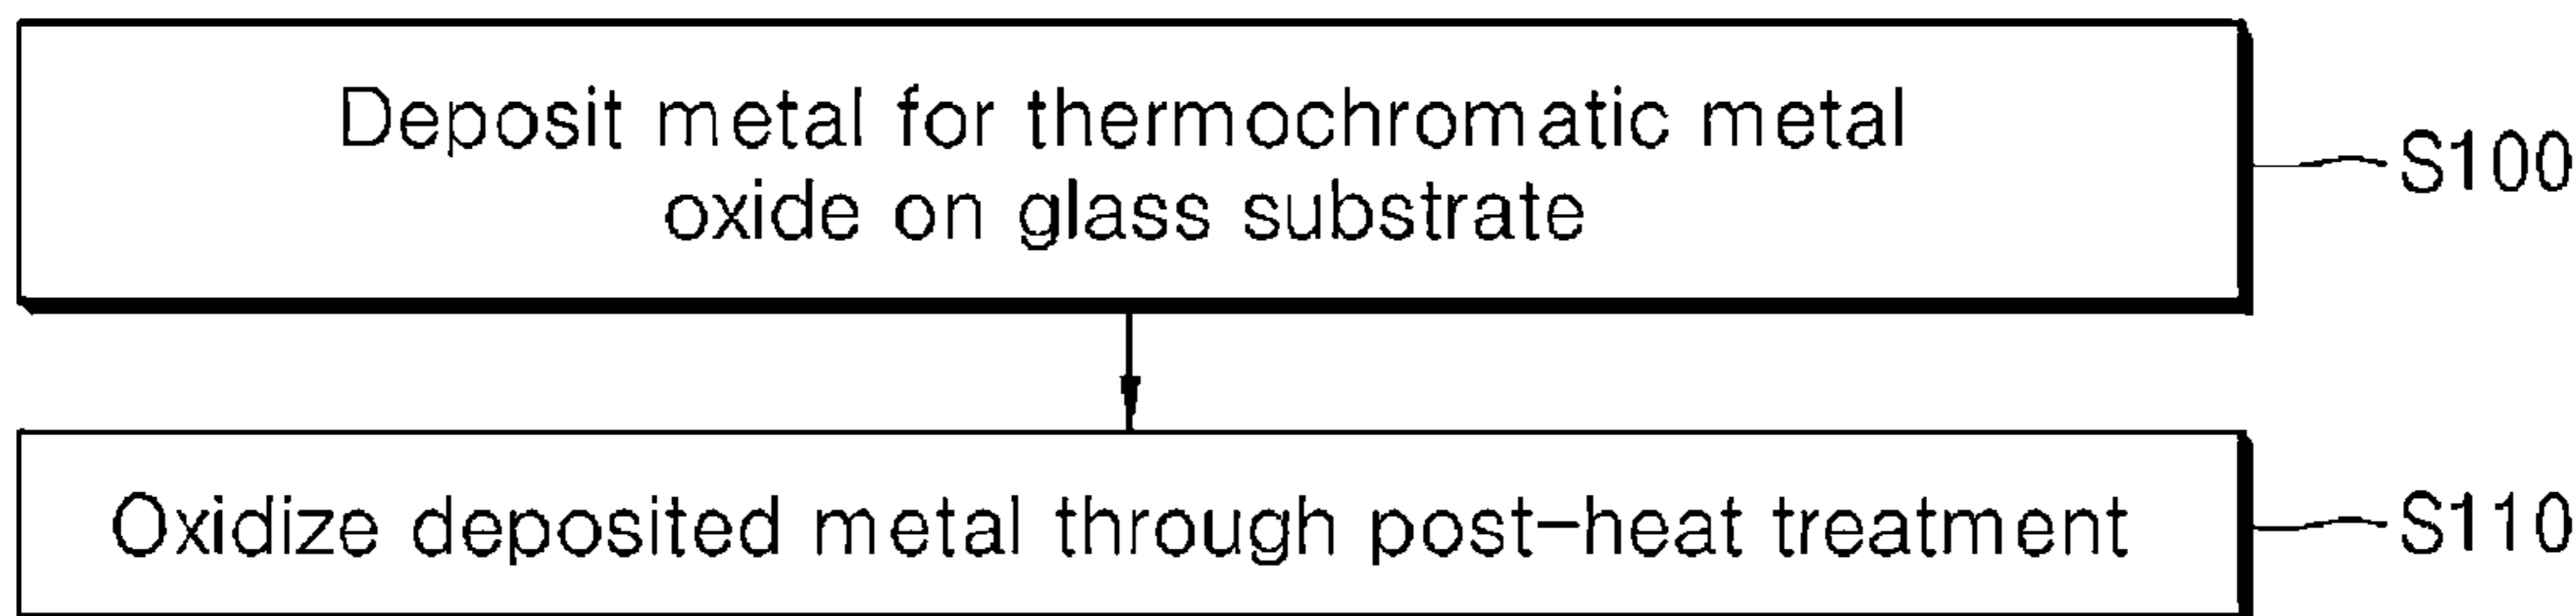 Deposit metal for thermochromatic metal
oxide on glass substrate
S100
Oxidize deposited metal through post-heat treatment
S110